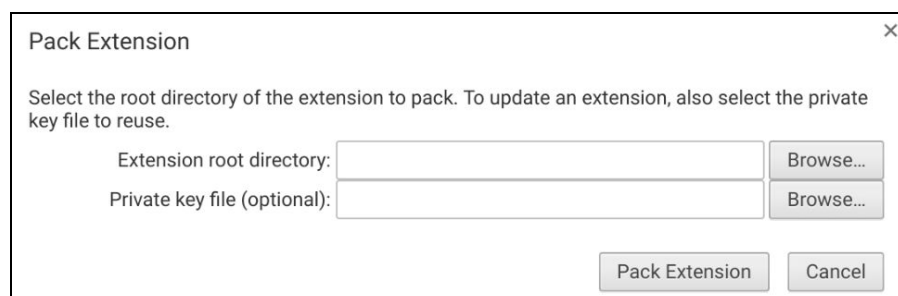 Pack Extension
Select the root directory of the extension to pack. To update an extension, also select the private
key file to reuse.
Extension root directory: Browse...
Private key file (optional): Browse...
Pack Extension Cancel